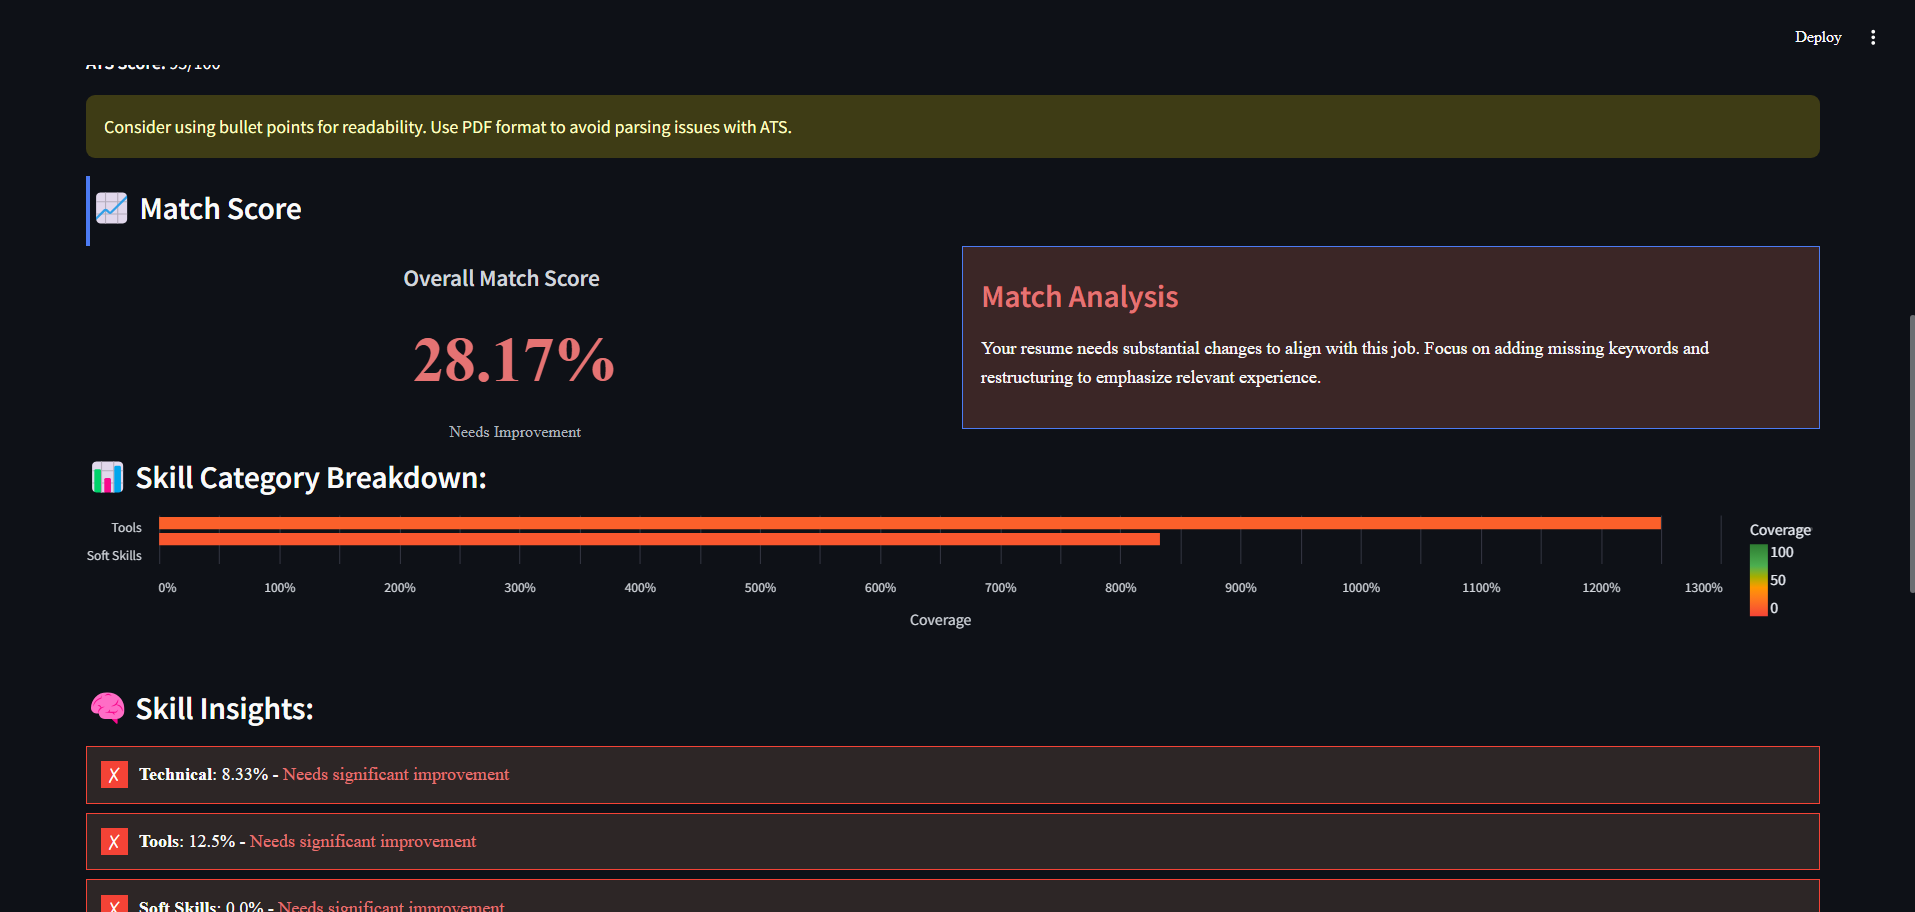 Deploy
ATS Score: 95/100
Consider using bullet points for readability. Use PDF format to avoid parsing issues with ATS.
Match Score
Overall Match Score
28.17%
Needs Improvement
Match Analysis
Your resume needs substantial changes to align with this job. Focus on adding missing keywords and
restructuring to emphasize relevant experience.
Skill Category Breakdown:
Tools
Soft Skills
0% 100% 200% 300% 400% 500% 600% 700% 800% 900% 1000% 1100% 1200% 1300%
Coverage
Coverage
100
50
0
Skill Insights:
X Technical: 8.33% - Needs significant improvement
X Tools: 12.5% - Needs significant improvement
X Soft Skills: 0.0% - Needs significant improvement